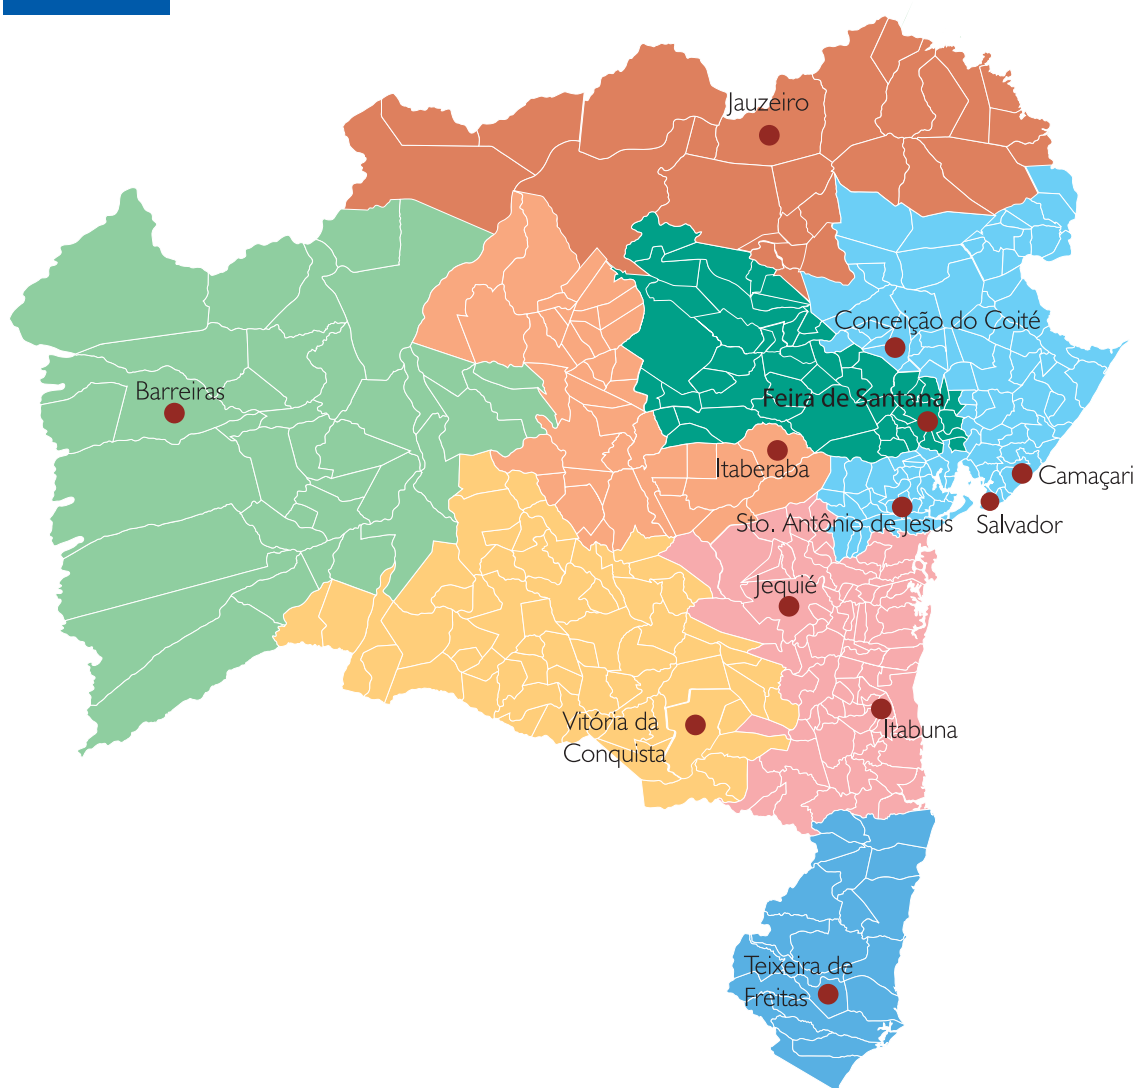 Jauzeiro
Conceição do Coité
Barreiras
Feira de Santana
Itaberaba
Camaçari
Sto. Antônio de Jesus
Salvador
Jequié
Vitória da
Conquista
Itabuna
Teixeira de
Freitas